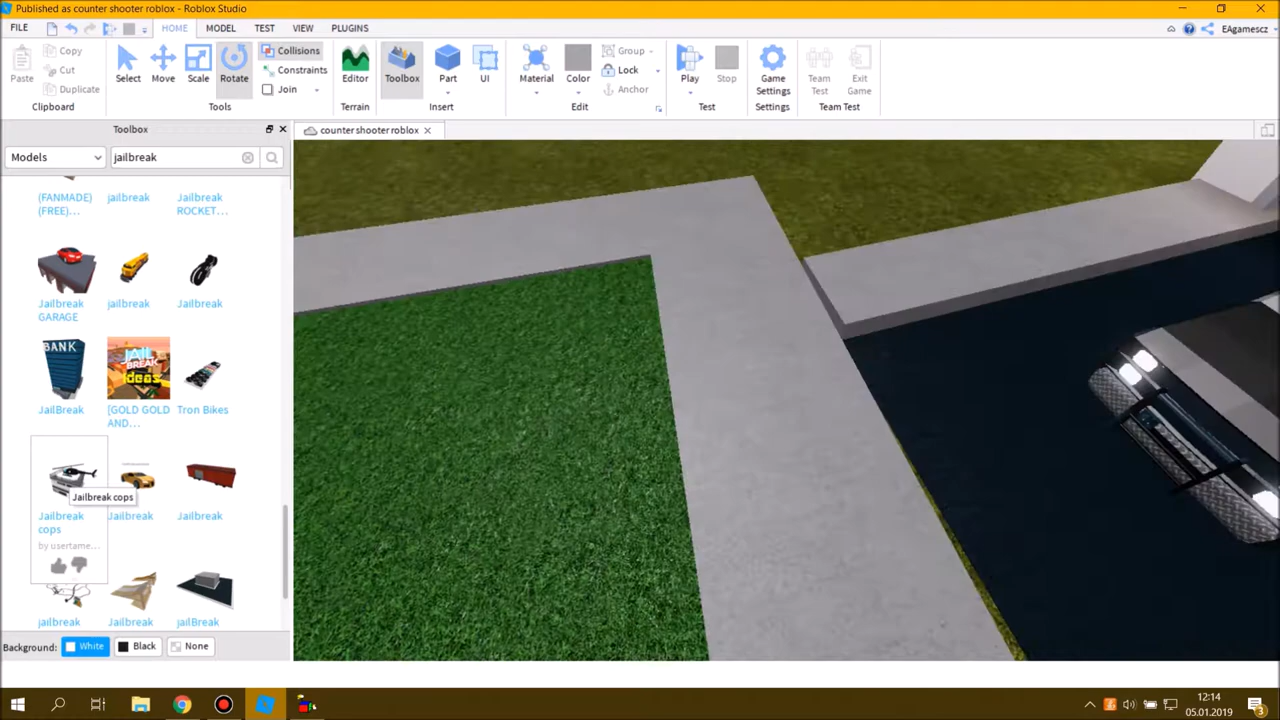 Published as counter shooter roblox - Roblox Studio
FILE HOME MODEL TEST VIEW PLUGINS EAgamescz
Paste Copy Cut Duplicate
Clipboard
Select Move Scale Rotate Collisions Constraints Join
Tools
Editor
Terrain
Toolbox Part UI
Insert
Material Color Group Lock Anchor
Edit
Play Stop
Test
Game Settings
Settings
Team Test Exit Game
Team Test
Toolbox
counter shooter roblox
Models jailbreak
(FANMADE) (FREE)... jailbreak Jailbreak ROCKET...
Jailbreak GARAGE jailbreak Jailbreak
BANK
JAIL BREAK Ideas
JailBreak [GOLD GOLD AND... Tron Bikes
Jailbreak cops
Jailbreak cops Jailbreak Jailbreak
by usertame...
jailbreak Jailbreak jailBreak
Background: White Black None
12:14
05.01.2019
3